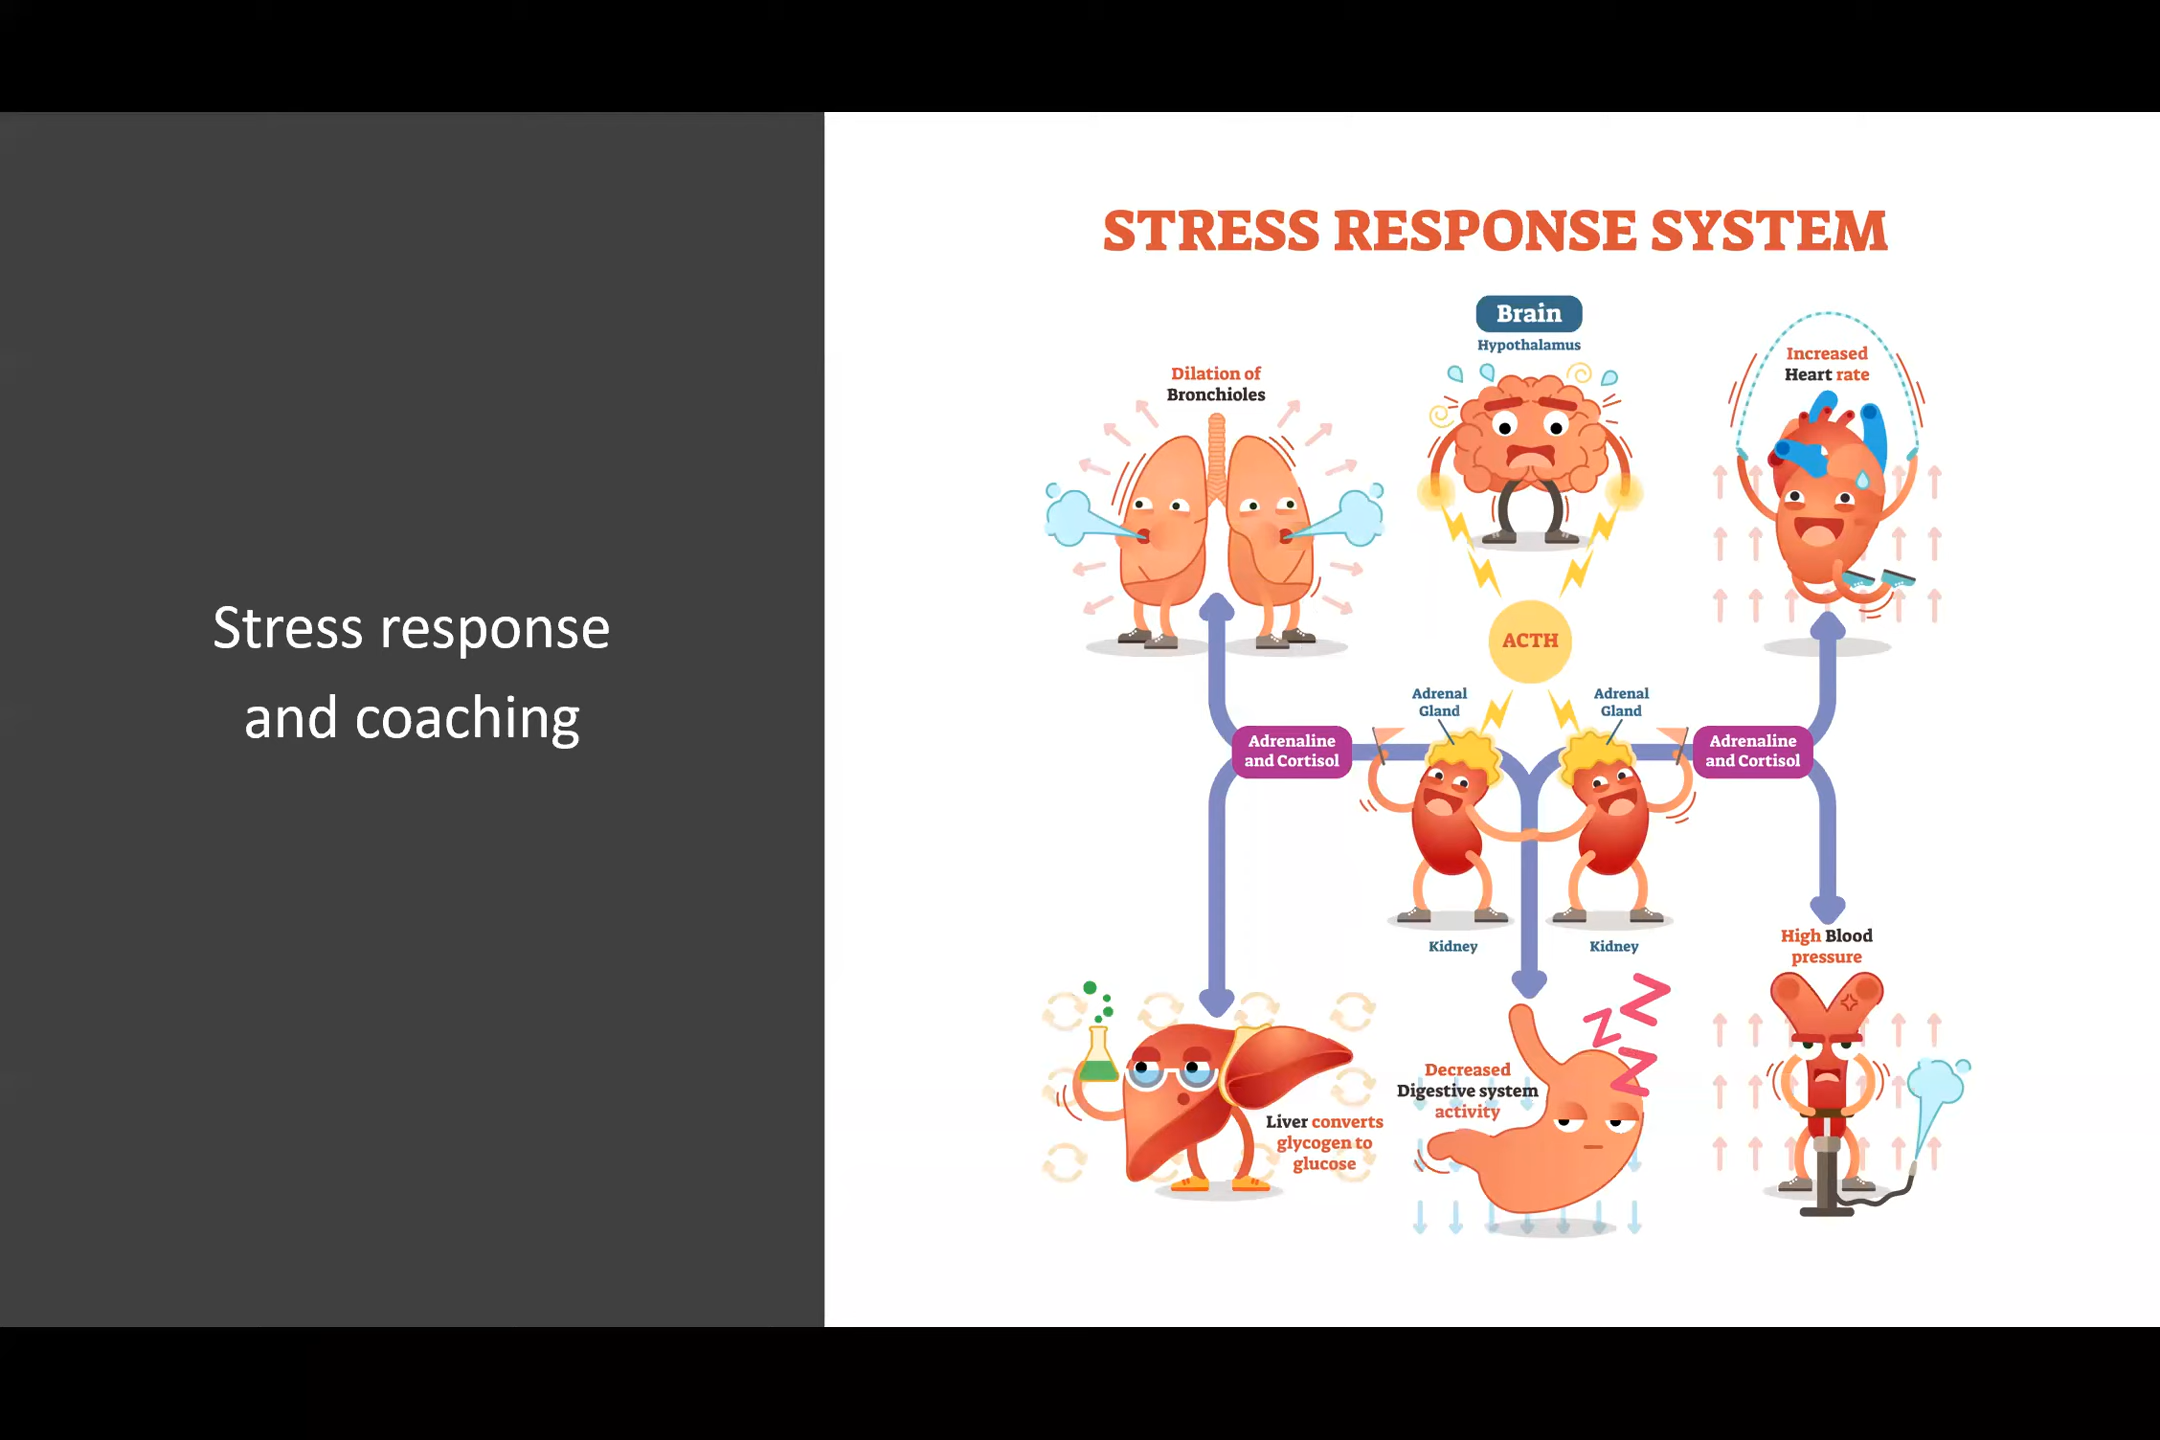 Stress response
and coaching
STRESS RESPONSE SYSTEM
Brain
Hypothalamus
Dilation of
Bronchioles
Increased
Heart rate
ACTH
Adrenal
Gland
Adrenal
Gland
Adrenaline
and Cortisol
Adrenaline
and Cortisol
Kidney
Kidney
High Blood
pressure
Liver converts
glycogen to
glucose
Decreased
Digestive system
activity
Z
Z
Z